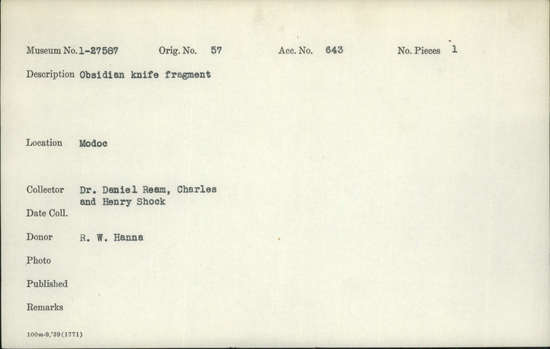 Museum No. 1-27587 Orig. No. 57 Acc. No. 643 No. Pieces 1
Description Obsidian knife fragment
Location Modoc
Collector Dr. Daniel Ream, Charles
and Henry Shock
Date Coll.
Donor R. W. Hanna
Photo
Published
Remarks
100m-9,'39(1771)